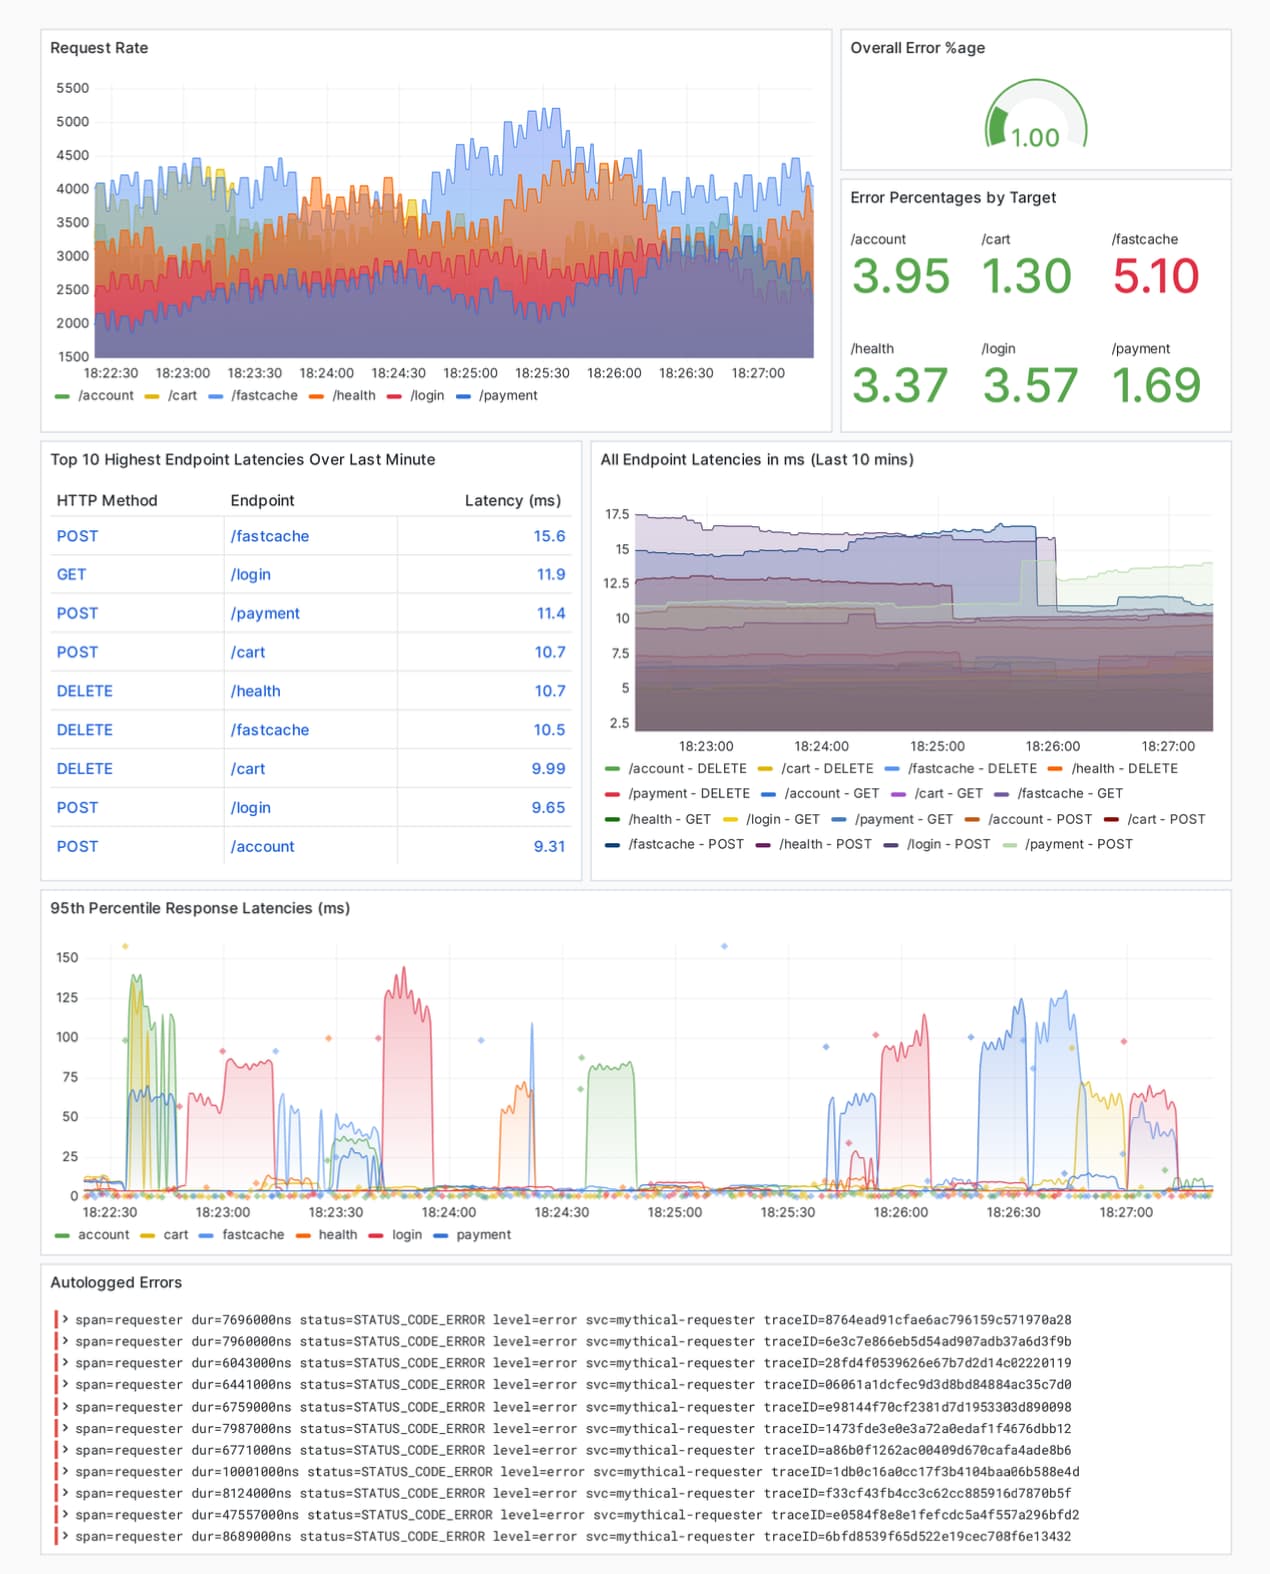 Request Rate
5500
5000
4500
4000
3500
3000
2500
2000
1500
18:22:30 18:23:00 18:23:30 18:24:00 18:24:30 18:25:00 18:25:30 18:26:00 18:26:30 18:27:00
/account /cart /fastcache /health /login /payment
Overall Error %age
1.00
Error Percentages by Target
/account /cart /fastcache
3.95 1.30 5.10
/health /login /payment
3.37 3.57 1.69
Top 10 Highest Endpoint Latencies Over Last Minute
HTTP Method Endpoint Latency (ms)
POST /fastcache 15.6
GET /login 11.9
POST /payment 11.4
POST /cart 10.7
DELETE /health 10.7
DELETE /fastcache 10.5
DELETE /cart 9.99
POST /login 9.65
POST /account 9.31
All Endpoint Latencies in ms (Last 10 mins)
17.5
15
12.5
10
7.5
5
2.5
18:23:00 18:24:00 18:25:00 18:26:00 18:27:00
/account - DELETE /cart - DELETE /fastcache - DELETE /health - DELETE
/payment - DELETE /account - GET /cart - GET /fastcache - GET
/health - GET /login - GET /payment - GET /account - POST /cart - POST
/fastcache - POST /health - POST /login - POST /payment - POST
95th Percentile Response Latencies (ms)
150
125
100
75
50
25
0
18:22:30 18:23:00 18:23:30 18:24:00 18:24:30 18:25:00 18:25:30 18:26:00 18:26:30 18:27:00
account cart fastcache health login payment
Autologged Errors
span=requester dur=7696000ns status=STATUS_CODE_ERROR level=error svc=mythical-requester traceID=8764ead91cfae6ac796159c571970a28
span=requester dur=7960000ns status=STATUS_CODE_ERROR level=error svc=mythical-requester traceID=6e3c7e866eb5d54ad907adb37a6d3f9b
span=requester dur=6043000ns status=STATUS_CODE_ERROR level=error svc=mythical-requester traceID=28fd4f0539626e67b7d2d14c02220119
span=requester dur=6441000ns status=STATUS_CODE_ERROR level=error svc=mythical-requester traceID=06061a1dcfec9d3d8bd84884ac35c7d0
span=requester dur=6759000ns status=STATUS_CODE_ERROR level=error svc=mythical-requester traceID=e98144f70cf2381d7d1953303d890098
span=requester dur=7987000ns status=STATUS_CODE_ERROR level=error svc=mythical-requester traceID=1473fde3e0e3a72a0edaf1f4676dbb12
span=requester dur=6771000ns status=STATUS_CODE_ERROR level=error svc=mythical-requester traceID=a86b0f1262ac00409d670cafa4ade8b6
span=requester dur=10001000ns status=STATUS_CODE_ERROR level=error svc=mythical-requester traceID=1db0c16a0cc17f3b4104baa06b588e4d
span=requester dur=8124000ns status=STATUS_CODE_ERROR level=error svc=mythical-requester traceID=f33cf43fb4cc3c62cc885916d7870b5f
span=requester dur=47557000ns status=STATUS_CODE_ERROR level=error svc=mythical-requester traceID=e0584f8e8e1fefcdc5a4f557a296bfd2
span=requester dur=8689000ns status=STATUS_CODE_ERROR level=error svc=mythical-requester traceID=6bfd8539f65d522e19cec708f6e13432